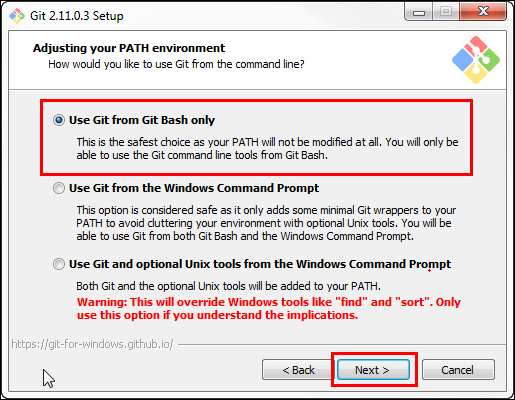 Git 2.11.0.3 Setup
Adjusting your PATH environment
How would you like to use Git from the command line?
Use Git from Git Bash only
This is the safest choice as your PATH will not be modified at all. You will only be
able to use the Git command line tools from Git Bash.
Use Git from the Windows Command Prompt
This option is considered safe as it only adds some minimal Git wrappers to your
PATH to avoid cluttering your environment with optional Unix tools. You will be
able to use Git from both Git Bash and the Windows Command Prompt.
Use Git and optional Unix tools from the Windows Command Prompt
Both Git and the optional Unix tools will be added to your PATH.
Warning: This will override Windows tools like "find" and "sort". Only
use this option if you understand the implications.
https://git-for-windows.github.io/
< Back
Next >
Cancel